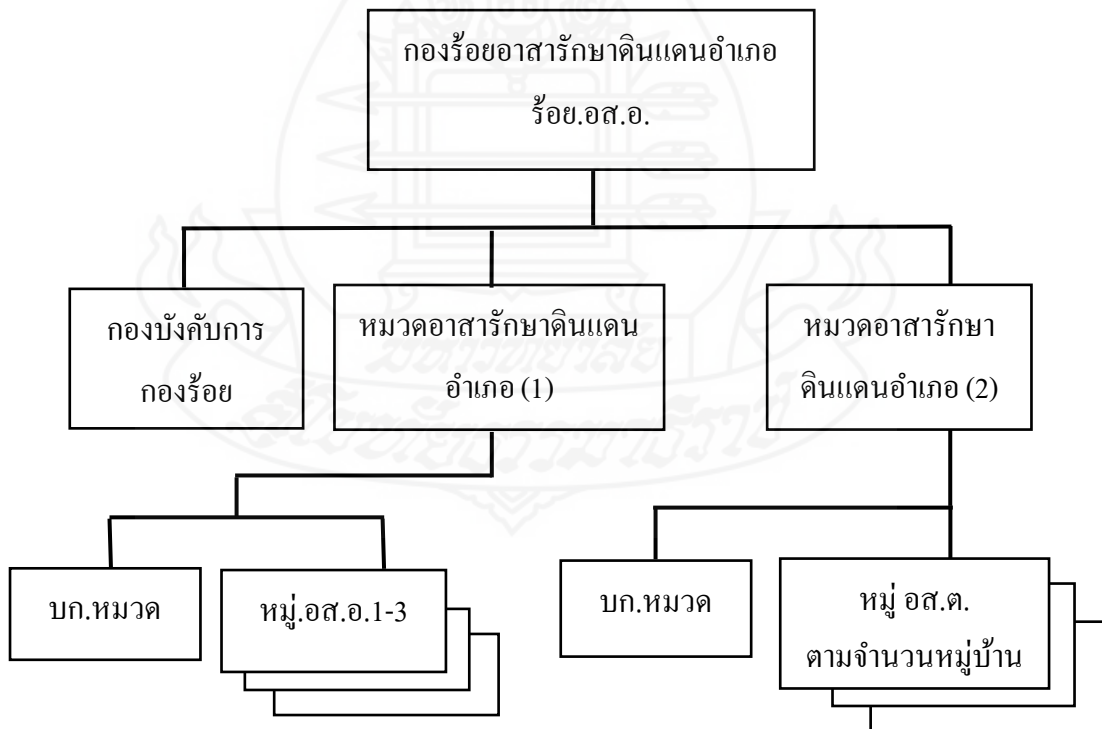 กองร้อยอาสารักษาดินแดนอำเภอ
ร้อย.อส.อ.
กองบังคับการ
กองร้อย
หมวดอาสารักษาดินแดน
อำเภอ (1)
หมวดอาสารักษา
ดินแดนอำเภอ (2)
บก.หมวด
หมู่.อส.อ.1-3
บก.หมวด
หมู่ อส.ต.
ตามจำนวนหมู่บ้าน